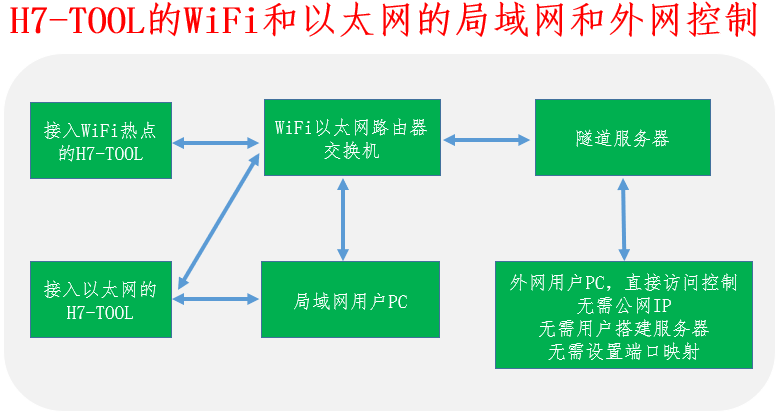 H7-TOOL的WiFi和以太网的局域网和外网控制
接入WiFi热点
的H7-TOOL
WiFi以太网路由器
交换机
隧道服务器
接入以太网的
H7-TOOL
局域网用户PC
外网用户PC，直接访问控制
无需公网IP
无需用户搭建服务器
无需设置端口映射